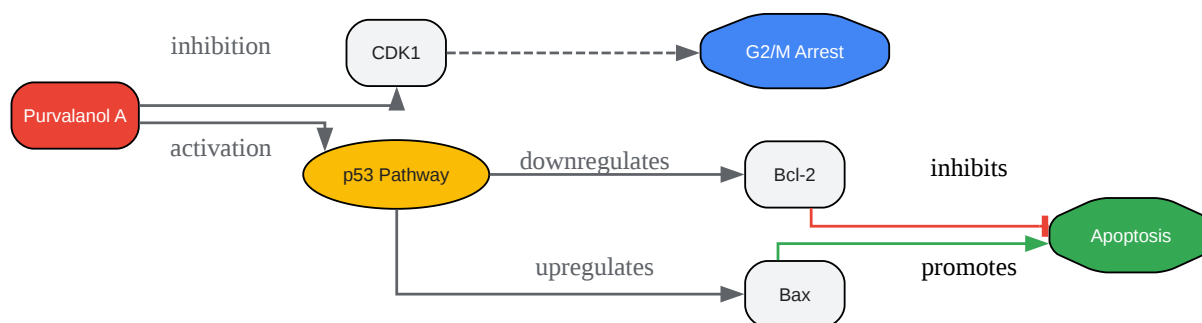 inhibition
CDK1
G2/M Arrest
Purvalanol A
activation
p53 Pathway
downregulates
Bcl-2
inhibits
Apoptosis
upregulates
Bax
promotes